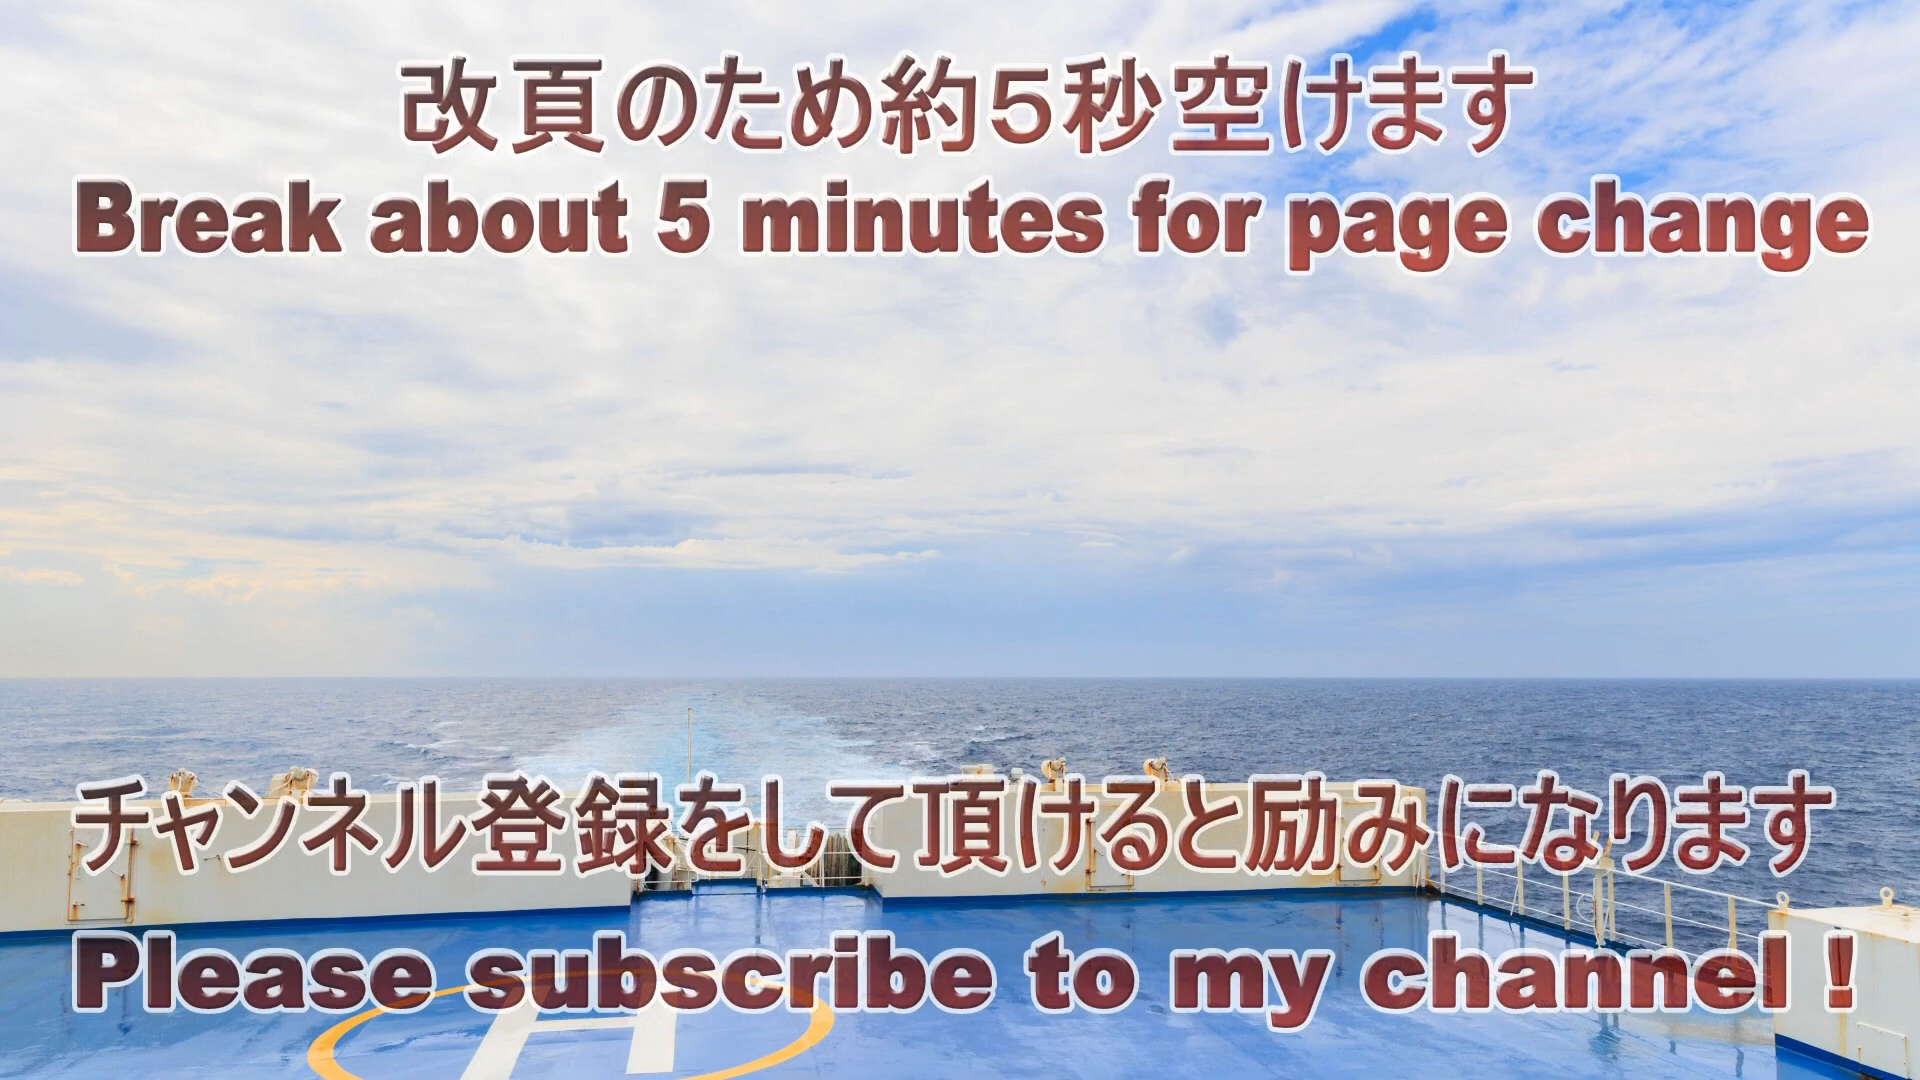 改頁のため約5秒空けます
Break about 5 minutes for page change
チャンネル登録をして頂けると励みになります
Please subscribe to my channel !
H